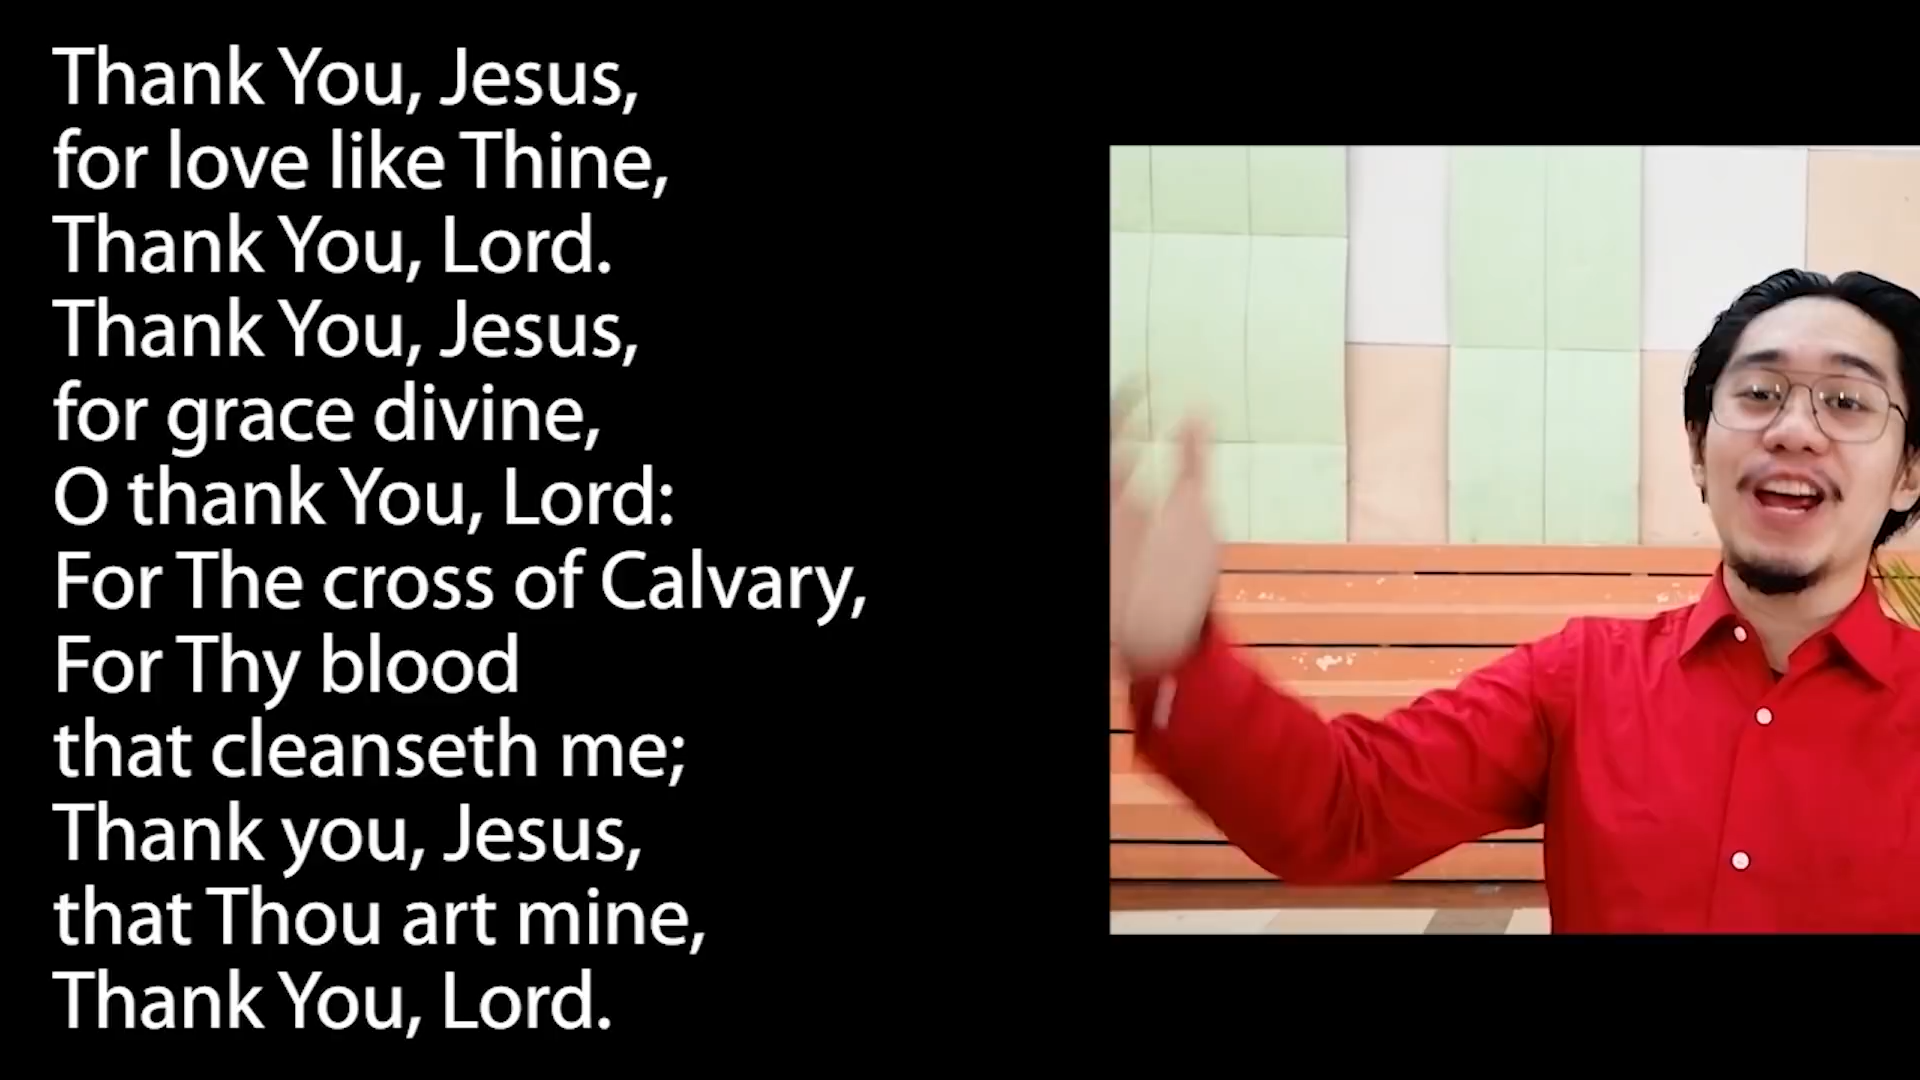 Thank You, Jesus,
for love like Thine,
Thank You, Lord.
Thank You, Jesus,
for grace divine,
O thank You, Lord:
For The cross of Calvary,
For Thy blood
that cleanseth me;
Thank you, Jesus,
that Thou art mine,
Thank You, Lord.